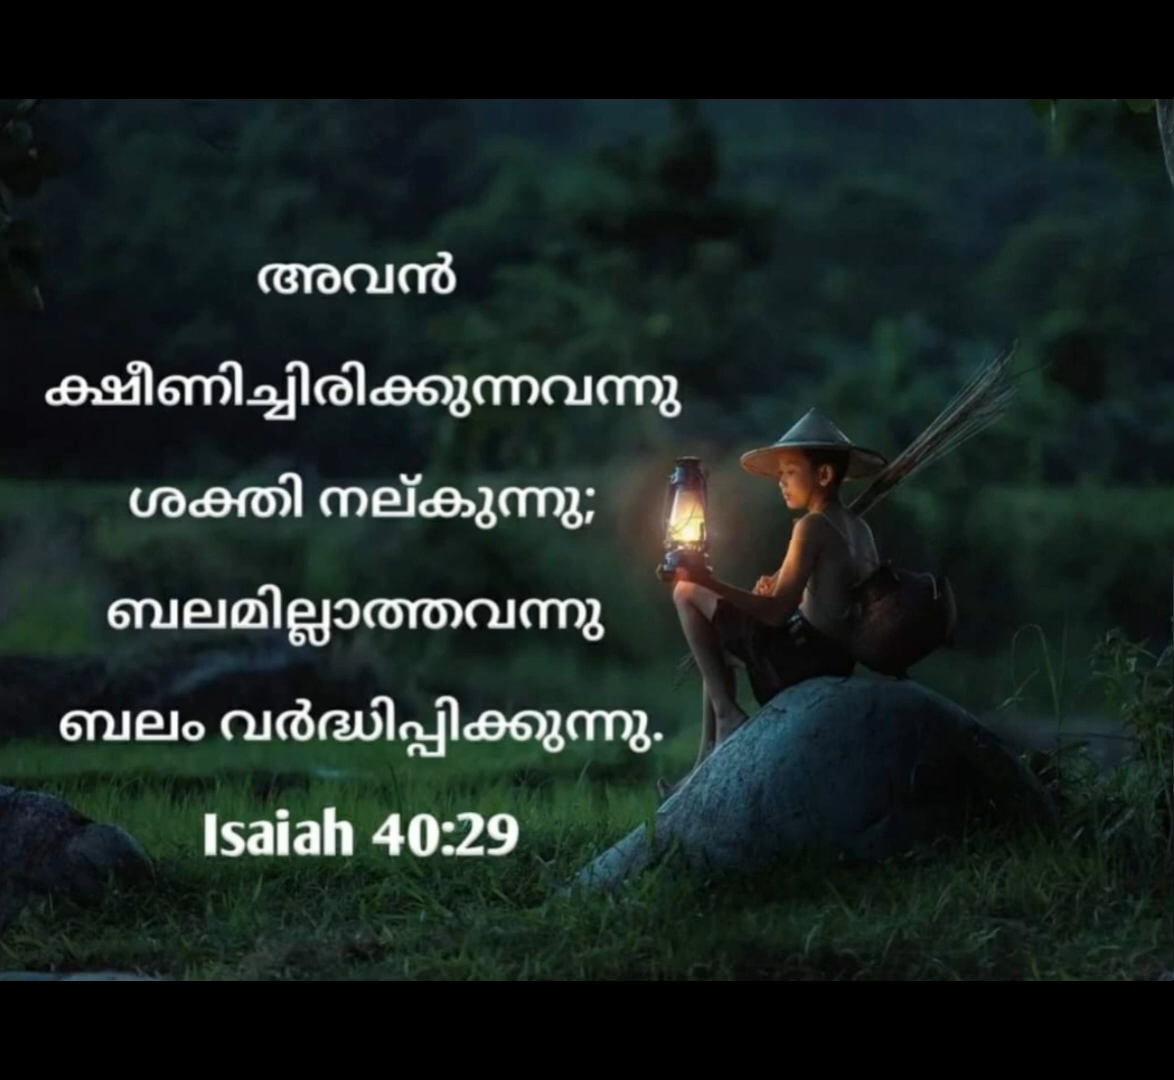 അവൻ
ക്ഷീണിച്ചിരിക്കുന്നവന്നു
ശക്തി നല്കുന്നു;
ബലമില്ലാത്തവന്നു
ബലം വർദ്ധിപ്പിക്കുന്നു.
Isaiah 40:29